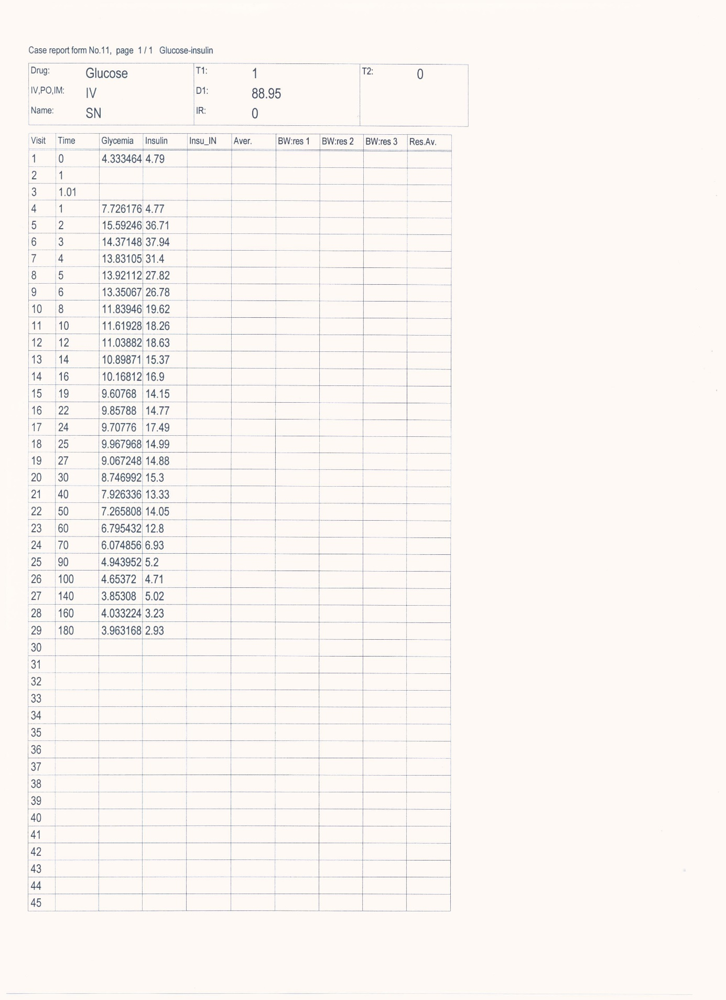 Case report form No.11, page 1 / 1 Glucose-insulin
Drug: Glucose T1: 1 T2: 0
IV,PO,IM: IV D1: 88.95
Name: SN IR: 0
Visit Time Glycemia Insulin Insu_IN Aver. BW:res 1 BW:res 2 BW:res 3 Res.Av.
1 0 4.333464 4.79
2 1
3 1.01
4 1 7.726176 4.77
5 2 15.59246 36.71
6 3 14.37148 37.94
7 4 13.83105 31.4
8 5 13.92112 27.82
9 6 13.35067 26.78
10 8 11.83946 19.62
11 10 11.61928 18.26
12 12 11.03882 18.63
13 14 10.89871 15.37
14 16 10.16812 16.9
15 19 9.60768 14.15
16 22 9.85788 14.77
17 24 9.70776 17.49
18 25 9.967968 14.99
19 27 9.067248 14.88
20 30 8.746992 15.3
21 40 7.926336 13.33
22 50 7.265808 14.05
23 60 6.795432 12.8
24 70 6.074856 6.93
25 90 4.943952 5.2
26 100 4.65372 4.71
27 140 3.85308 5.02
28 160 4.033224 3.23
29 180 3.963168 2.93
30
31
32
33
34
35
36
37
38
39
40
41
42
43
44
45